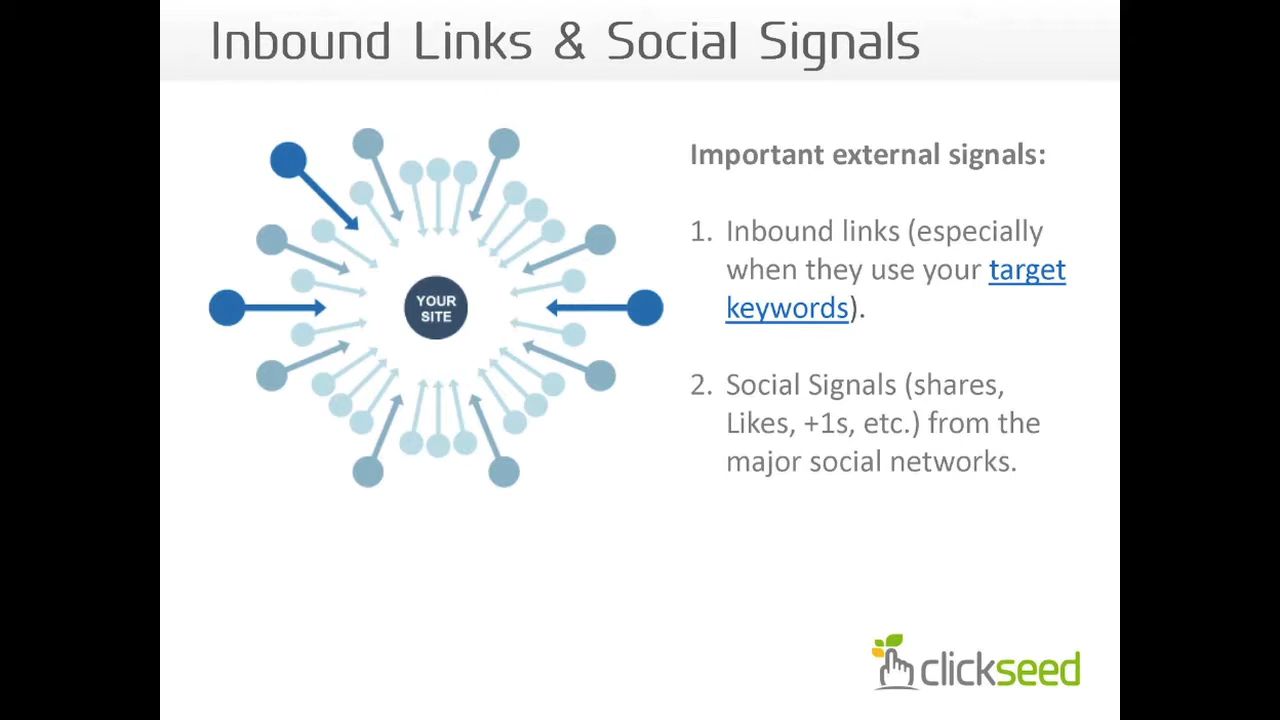 Inbound Links & Social Signals
YOUR
SITE
Important external signals:
1. Inbound links (especially
when they use your target
keywords).
2. Social Signals (shares,
Likes, +1s, etc.) from the
major social networks.
clickseed